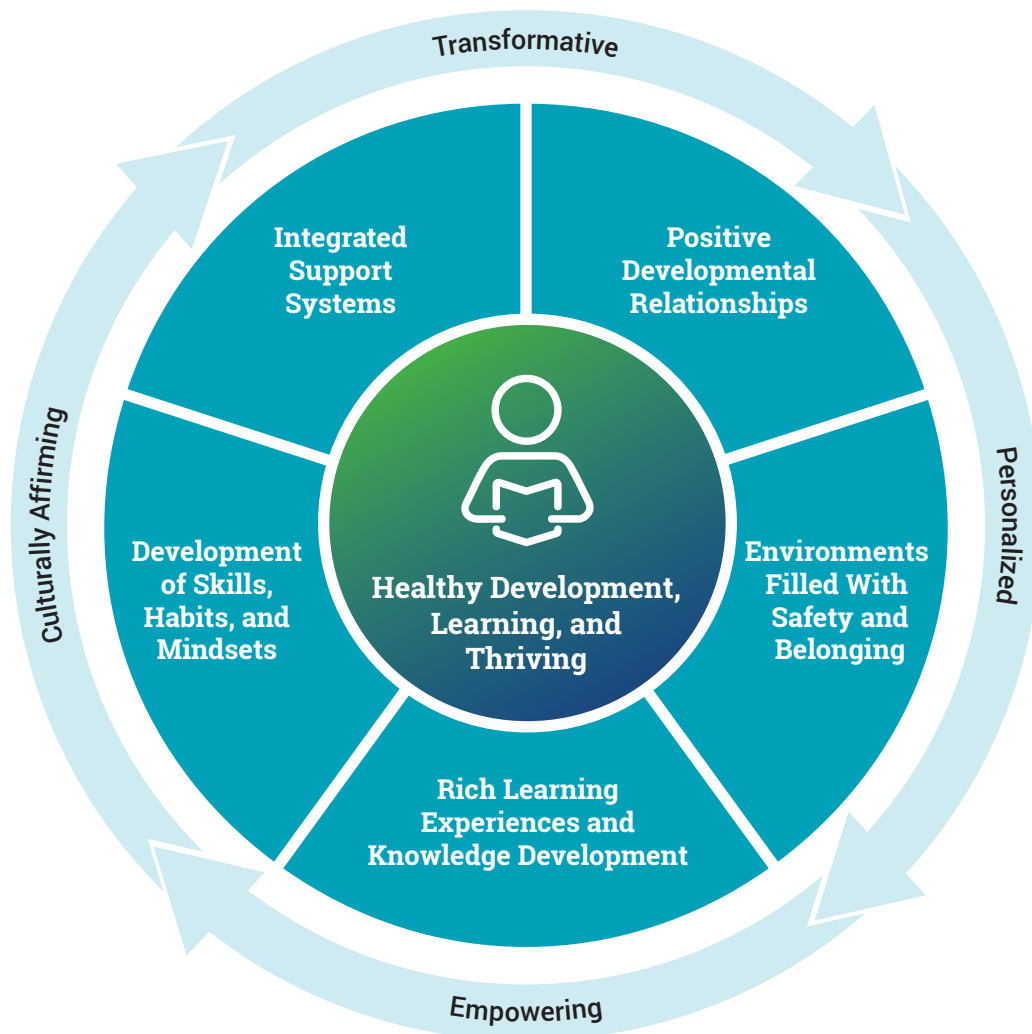 Transformative
Integrated
Support
Systems
Positive
Developmental
Relationships
Culturally Affirming
Personalized
Development
of Skills,
Habits, and
Mindsets
Healthy Development,
Learning, and
Thriving
Environments
Filled With
Safety and
Belonging
Rich Learning
Experiences and
Knowledge Development
Empowering